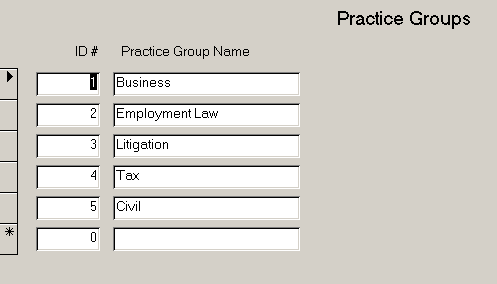 Practice Groups
ID # Practice Group Name
1 Business
2 Employment Law
3 Litigation
4 Tax
5 Civil
* 0